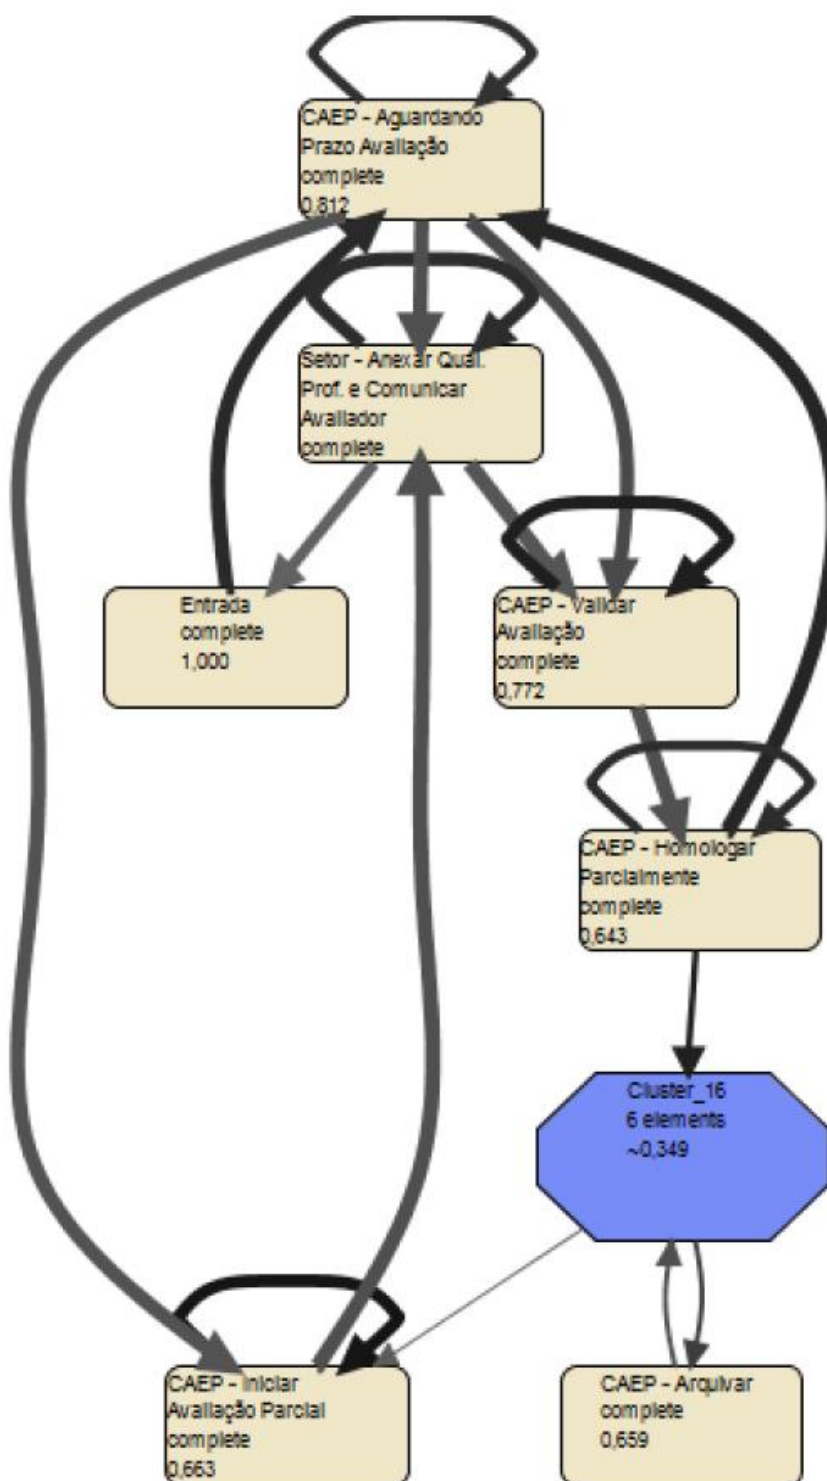 CAEP - Aguardando
Prazo Avaliação
complete
0,812
Setor - Anexar Qual.
Prof. e Comunicar
Avaliador
complete
Entrada
complete
1,000
CAEP - Validar
Avaliação
complete
0,772
CAEP - Homologar
Parcialmente
complete
0,643
Cluster_16
6 elements
~0,349
CAEP - Iniciar
Avaliação Parcial
complete
0,663
CAEP - Arquivar
complete
0,659